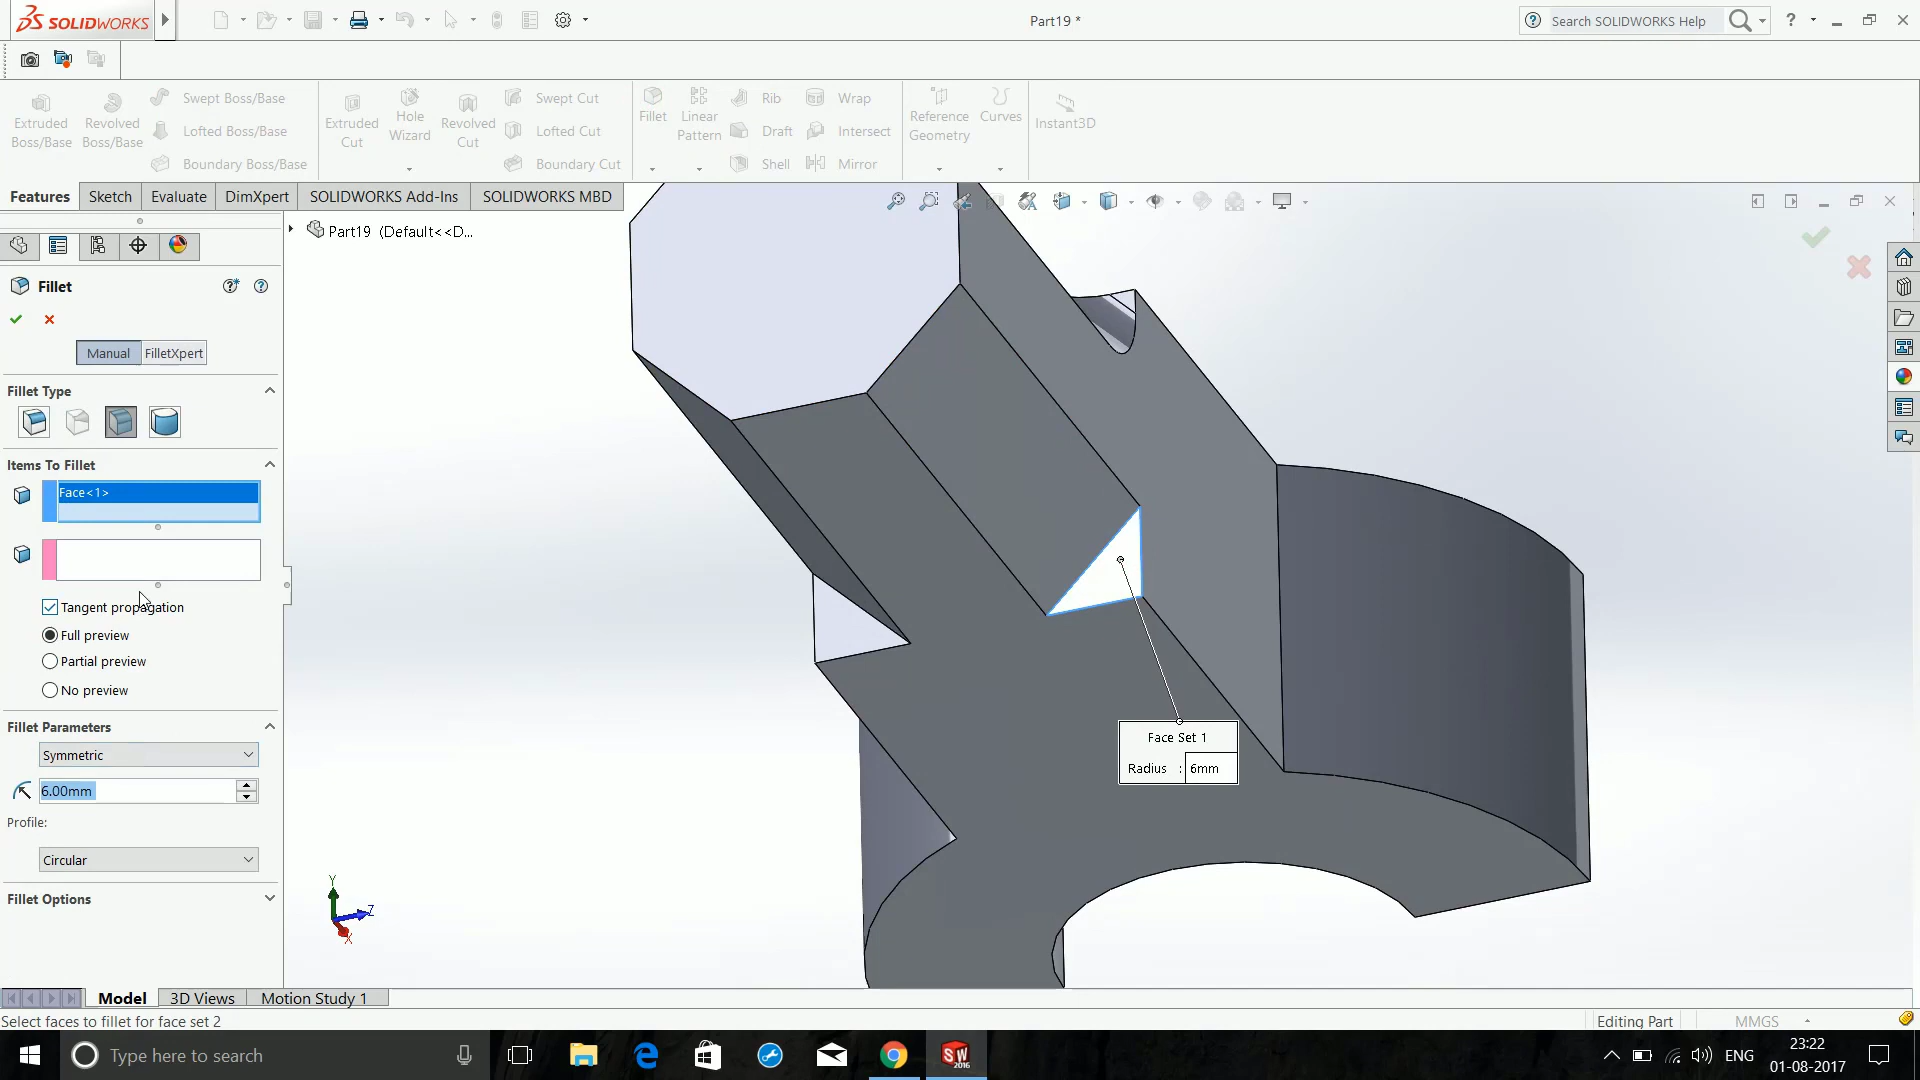 SOLIDWORKS
Part19 *
Search SOLIDWORKS Help
Extruded Boss/Base
Revolved Boss/Base
Swept Boss/Base
Lofted Boss/Base
Boundary Boss/Base
Extruded Cut
Hole Wizard
Revolved Cut
Swept Cut
Lofted Cut
Boundary Cut
Fillet
Linear Pattern
Rib
Draft
Shell
Wrap
Intersect
Mirror
Reference Geometry
Curves
Instant3D
Features
Sketch
Evaluate
DimXpert
SOLIDWORKS Add-Ins
SOLIDWORKS MBD
Part19 (Default<<D...
Fillet
Manual
FilletXpert
Fillet Type
Items To Fillet
Face<1>
Tangent propagation
Full preview
Partial preview
No preview
Fillet Parameters
Symmetric
6.00mm
Profile:
Circular
Fillet Options
Face Set 1
Radius : 6mm
Y
Z
X
Model
3D Views
Motion Study 1
Select faces to fillet for face set 2
Editing Part
MMGS
Type here to search
SW
2016
ENG
23:22
01-08-2017